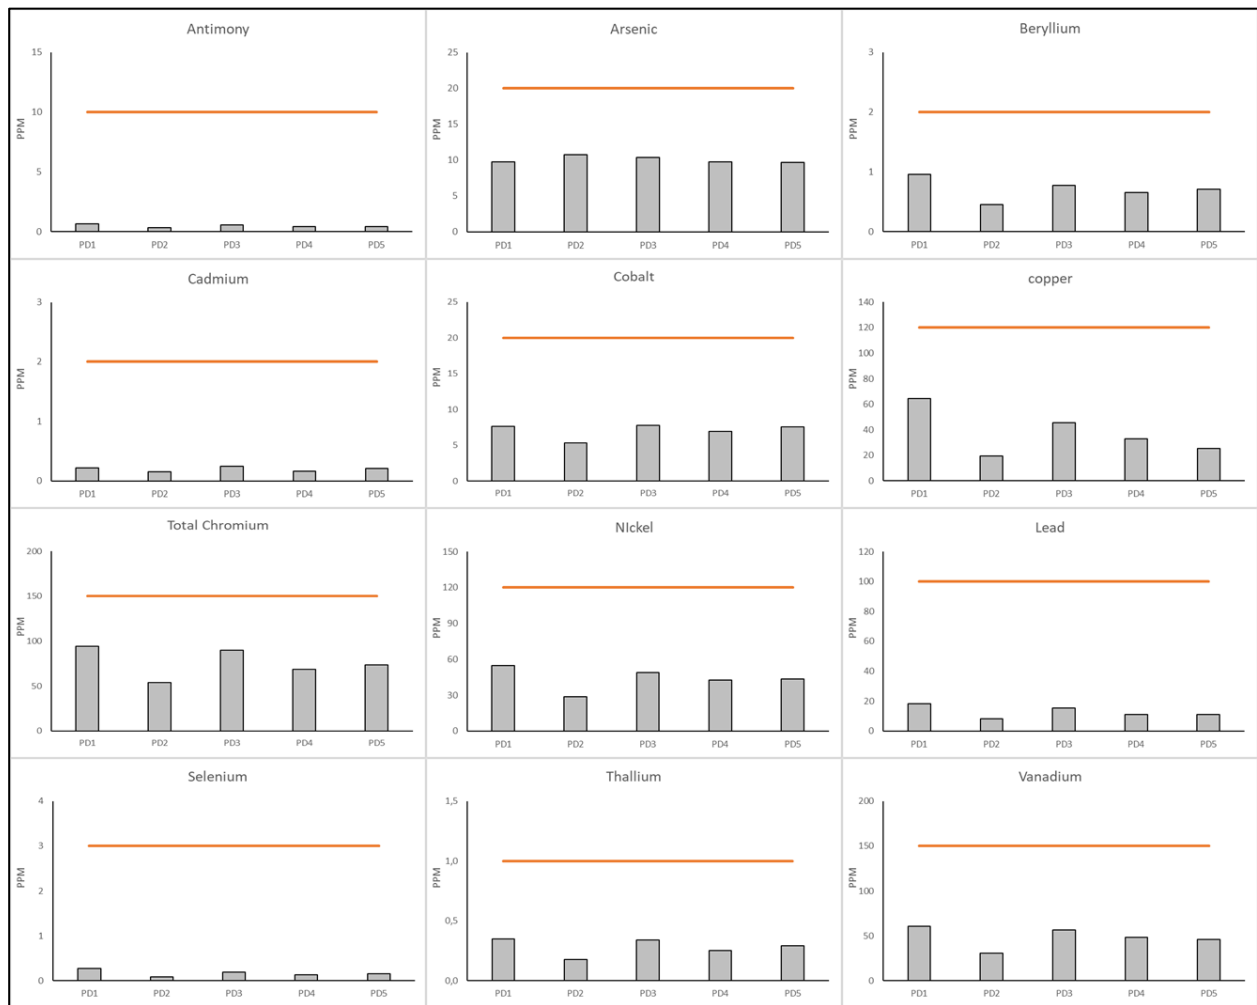 Antimony
15
10
5
0
PPM
PD1 PD2 PD3 PD4 PD5
Arsenic
25
20
15
10
5
0
PPM
PD1 PD2 PD3 PD4 PD5
Beryllium
3
2
1
0
PPM
PD1 PD2 PD3 PD4 PD5
Cadmium
3
2
1
0
PPM
PD1 PD2 PD3 PD4 PD5
Cobalt
25
20
15
10
5
0
PPM
PD1 PD2 PD3 PD4 PD5
copper
140
120
100
80
60
40
20
0
PPM
PD1 PD2 PD3 PD4 PD5
Total Chromium
200
150
100
50
0
PPM
PD1 PD2 PD3 PD4 PD5
NIckel
150
120
90
60
30
0
PPM
PD1 PD2 PD3 PD4 PD5
Lead
120
100
80
60
40
20
0
PPM
PD1 PD2 PD3 PD4 PD5
Selenium
4
3
2
1
0
PPM
PD1 PD2 PD3 PD4 PD5
Thallium
1,5
1,0
0,5
0,0
PPM
PD1 PD2 PD3 PD4 PD5
Vanadium
200
150
100
50
0
PPM
PD1 PD2 PD3 PD4 PD5